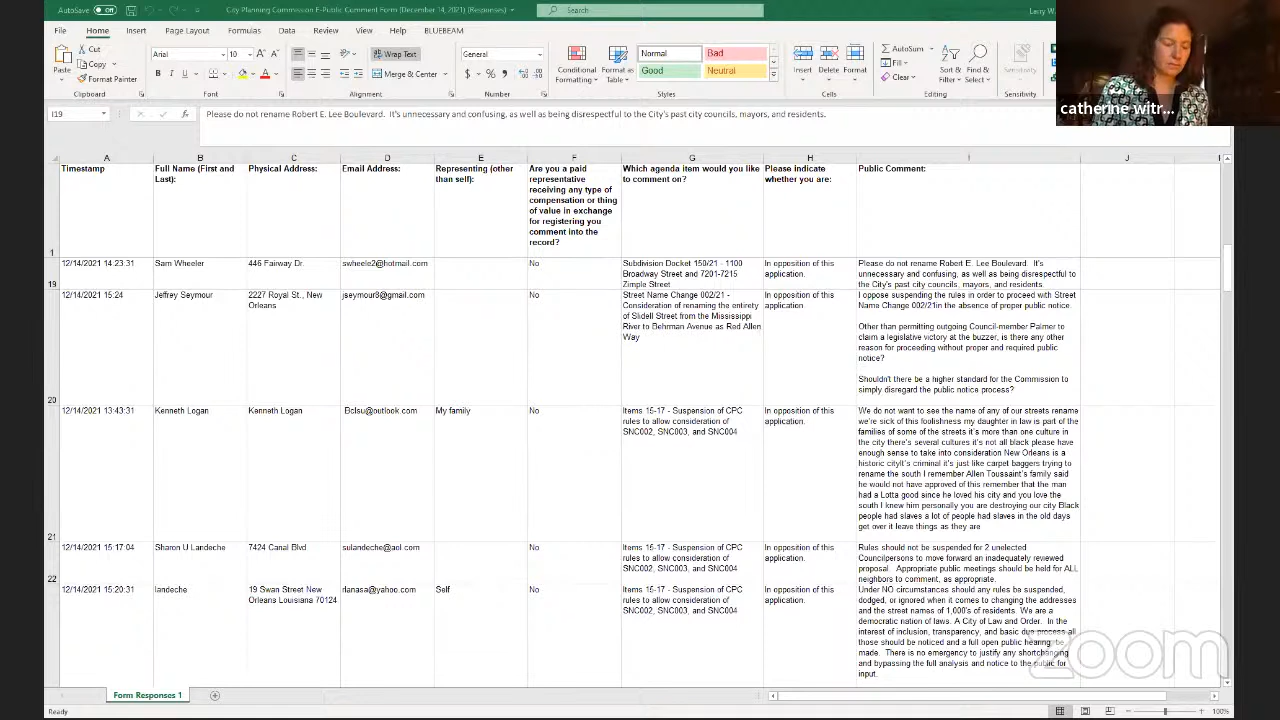 AutoSave Off
City Planning Commission E-Public Comment Form (December 14, 2021) (Responses)
Search
Larry W.
File Home Insert Page Layout Formulas Data Review View Help BLUEBEAM
Paste
Cut
Copy
Format Painter
Clipboard
Arial 10
B I U
Font
Wrap Text
Merge & Center
Alignment
General
Number
Conditional Formatting
Format as Table
Normal Bad
Good Neutral
Styles
Insert Delete Format
Cells
AutoSum
Fill
Clear
Sort & Filter
Find & Select
Editing
Sensitivity
Sensitivity
catherine witr...
I19
fx
Please do not rename Robert E. Lee Boulevard. It's unnecessary and confusing, as well as being disrespectful to the City's past city councils, mayors, and residents.
A B C D E F G H I J
1
Timestamp
Full Name (First and
Last):
Physical Address:
Email Address:
Representing (other
than self):
Are you a paid
representative
receiving any type of
compensation or thing
of value in exchange
for registering you
comment into the
record?
Which agenda item would you like
to comment on?
Please indicate
whether you are:
Public Comment:
19
12/14/2021 14:23:31
Sam Wheeler
446 Fairway Dr.
swheele2@hotmail.com
No
Subdivision Docket 150/21 - 1100
Broadway Street and 7201-7215
Zimple Street
In opposition of this
application.
Please do not rename Robert E. Lee Boulevard. It's
unnecessary and confusing, as well as being disrespectful to
the City's past city councils, mayors, and residents.
20
12/14/2021 15:24
Jeffrey Seymour
2227 Royal St., New
Orleans
jseymour8@gmail.com
No
Street Name Change 002/21 -
Consideration of renaming the entirety
of Slidell Street from the Mississippi
River to Behrman Avenue as Red Allen
Way
In opposition of this
application
I oppose suspending the rules in order to proceed with Street
Name Change 002/21in the absence of proper public notice.
Other than permitting outgoing Council-member Palmer to
claim a legislative victory at the buzzer, is there any other
reason for proceeding without proper and required public
notice?
Shouldn't there be a higher standard for the Commission to
simply disregard the public notice process?
21
12/14/2021 13:43:31
Kenneth Logan
Kenneth Logan
Bclsu@outlook.com
My family
No
Items 15-17 - Suspension of CPC
rules to allow consideration of
SNC002, SNC003, and SNC004
In opposition of this
application.
We do not want to see the name of any of our streets rename
we're sick of this foolishness my daughter in law is part of the
families of some of the streets it's more than one culture in
the city there's several cultures it's not all black please have
enough sense to take into consideration New Orleans is a
historic cityIt's criminal it's just like carpet baggers trying to
rename the south I remember Allen Toussaint's family said
he would not have approved of this remember that the man
had a Lotta good since he loved his city and you love the
south I knew him personally you are destroying our city Black
people had slaves a lot of people had slaves in the old days
get over it leave things as they are
22
12/14/2021 15:17:04
Sharon U Landeche
7424 Canal Blvd
sulandeche@aol.com
No
Items 15-17 - Suspension of CPC
rules to allow consideration of
SNC002, SNC003, and SNC004
In opposition of this
application.
Rules should not be suspended for 2 unelected
Councilpersons to move forward an inadequately reviewed
proposal. Appropriate public meetings should be held for ALL
neighbors to comment, as appropriate.
12/14/2021 15:20:31
landeche
19 Swan Street New
Orleans Louisiana 70124
rlanasa@yahoo.com
Self
No
Items 15-17 - Suspension of CPC
rules to allow consideration of
SNC002, SNC003, and SNC004
In opposition of this
application.
Under NO circumstances should any rules be suspended,
dodged, or ignored when it comes to changing the addresses
and the street names of 1,000's of residents. We are a
democratic nation of laws. A City of Law and Order. In the
interest of inclusion, transparency, and basic due process all
those should be noticed and a full open public hearing be
made. There is no emergency to justify any shortchanging
and bypassing the full analysis and notice to the public for
input.
zoom
Form Responses 1
Ready
100%